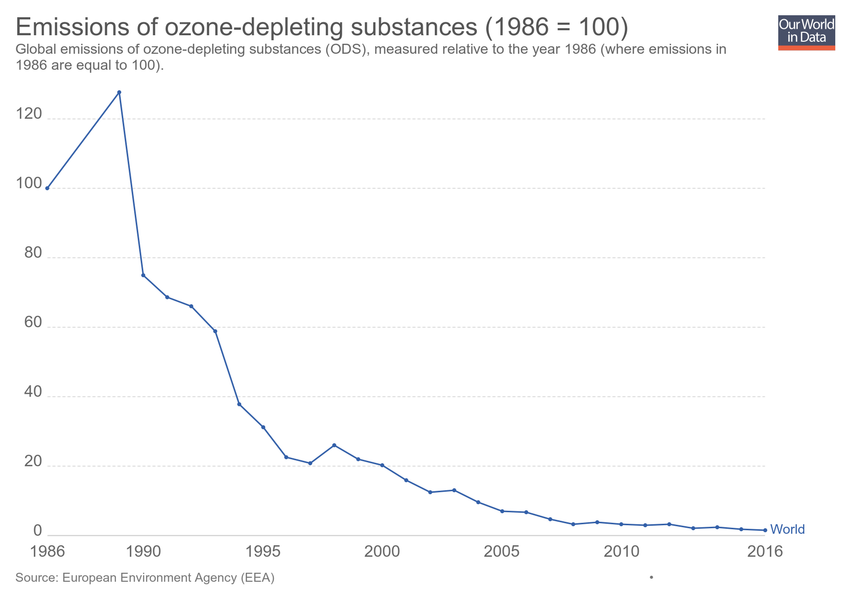 Emissions of ozone-depleting substances (1986 = 100)
Our World
in Data
Global emissions of ozone-depleting substances (ODS), measured relative to the year 1986 (where emissions in
1986 are equal to 100).
120
100
80
60
40
20
0
World
1986 1990 1995 2000 2005 2010 2016
Source: European Environment Agency (EEA)